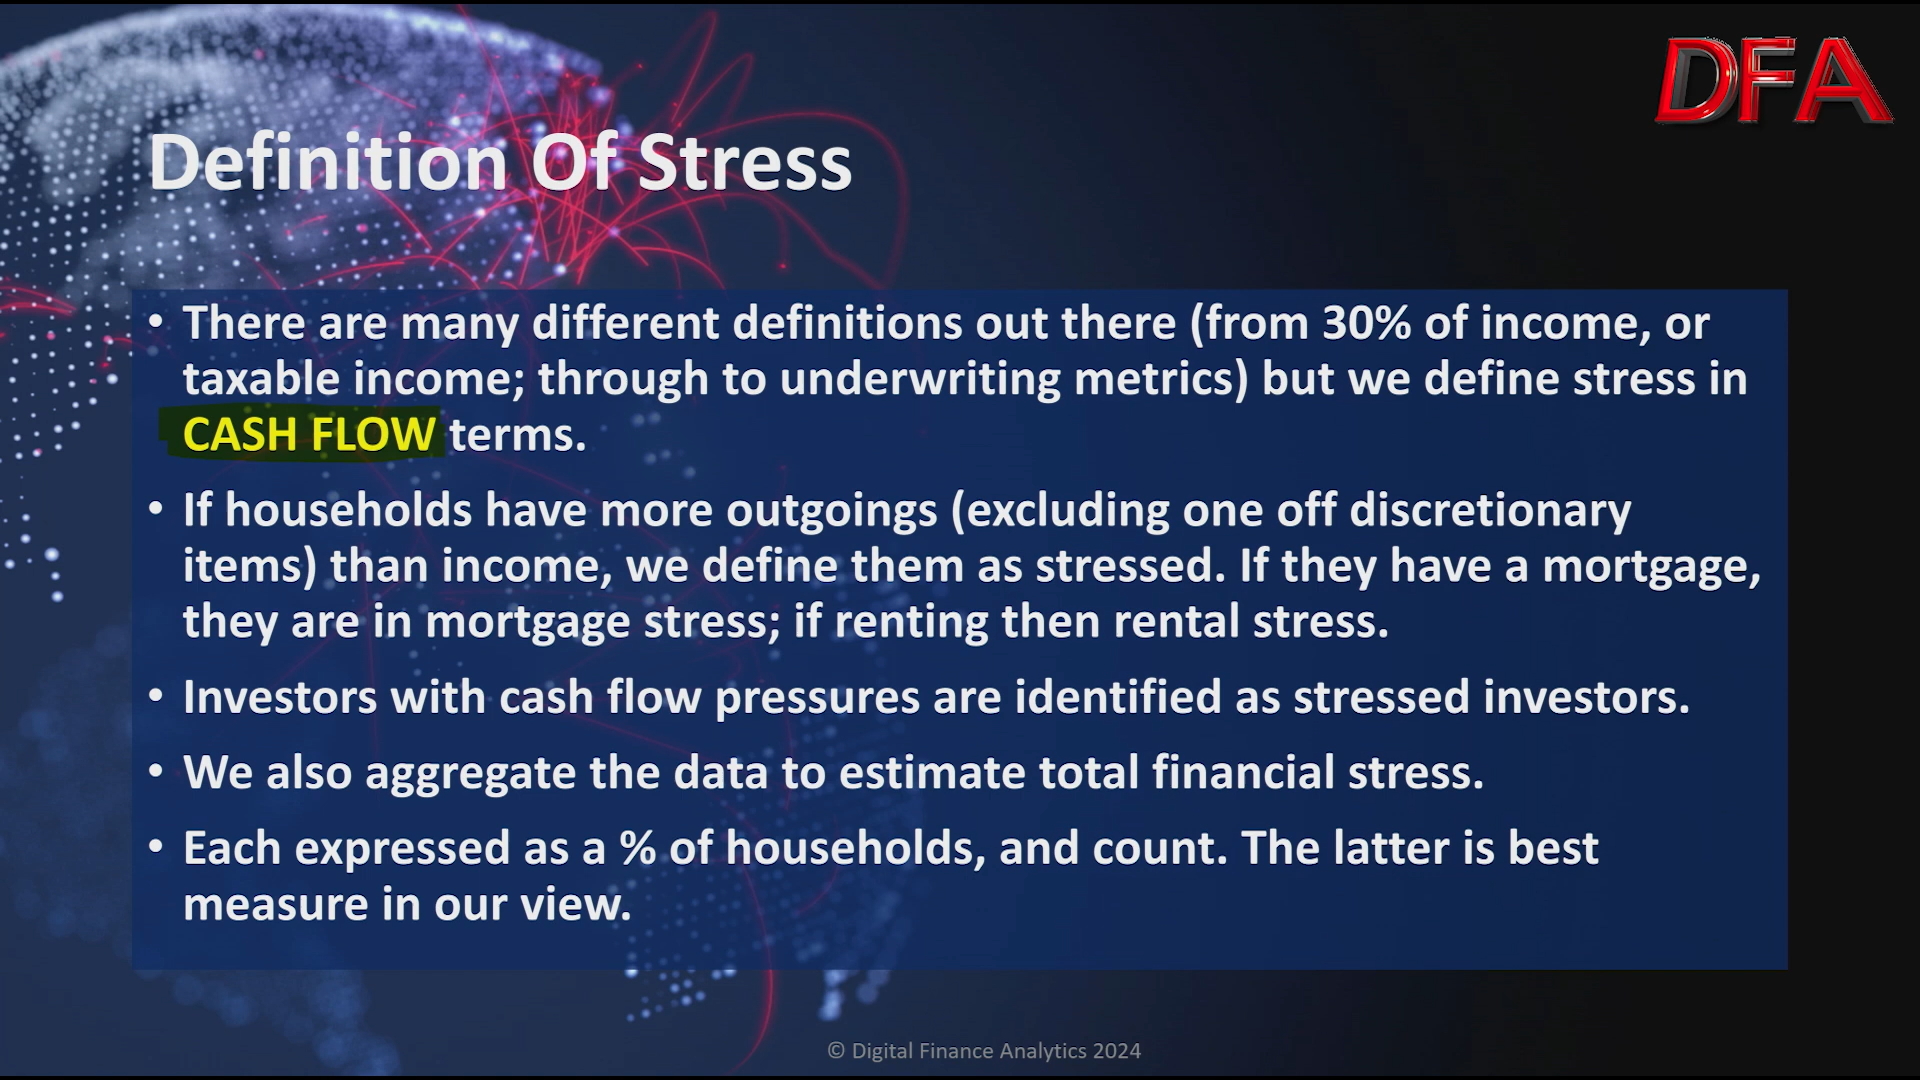 DFA
Definition Of Stress
• There are many different definitions out there (from 30% of income, or
taxable income; through to underwriting metrics) but we define stress in
CASH FLOW terms.
• If households have more outgoings (excluding one off discretionary
items) than income, we define them as stressed. If they have a mortgage,
they are in mortgage stress; if renting then rental stress.
• Investors with cash flow pressures are identified as stressed investors.
• We also aggregate the data to estimate total financial stress.
• Each expressed as a % of households, and count. The latter is best
measure in our view.
© Digital Finance Analytics 2024